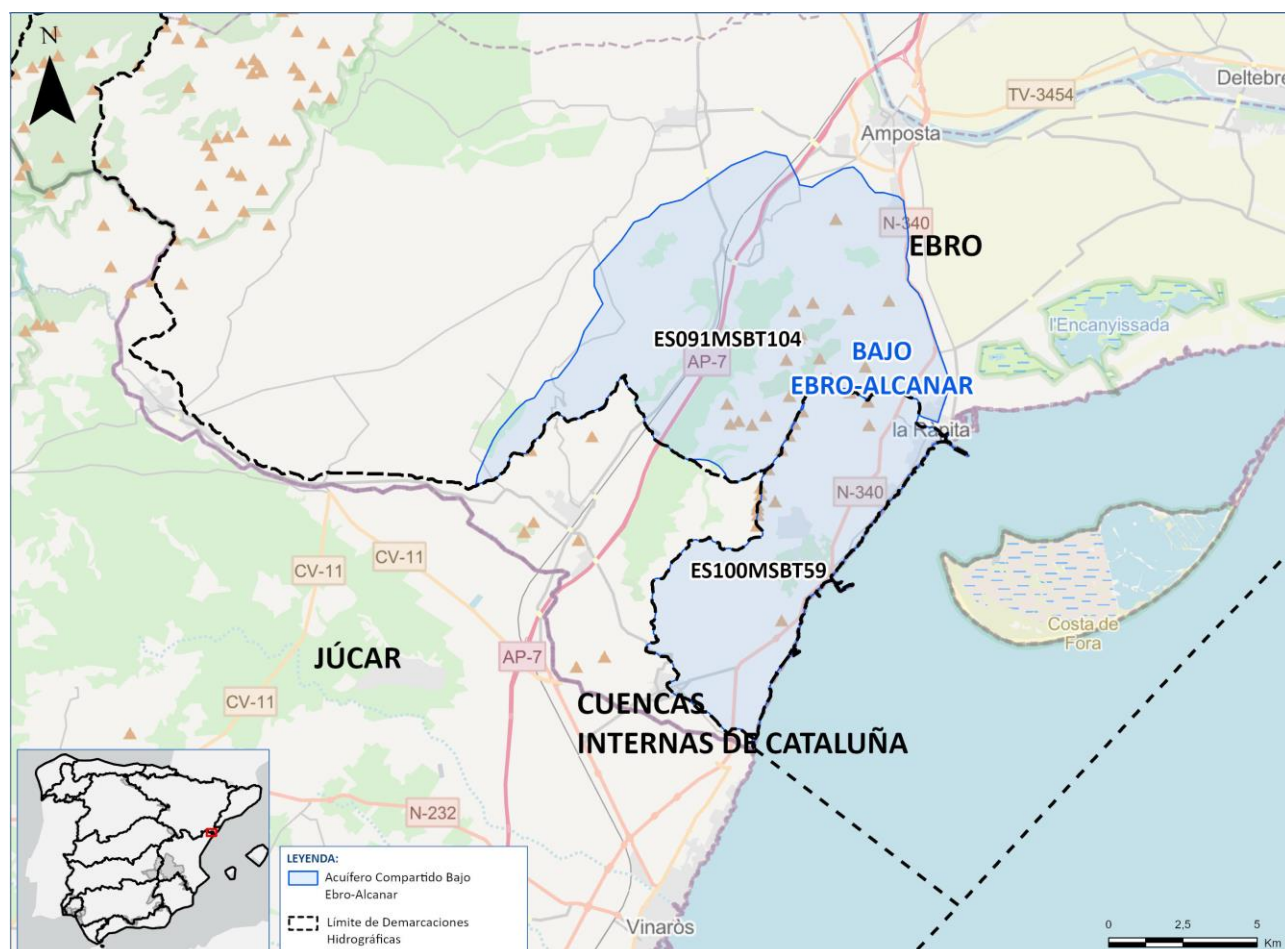 N
Deltebre
TV-3454
Amposta
N-340
EBRO
l'Encanyissada
ES091MSBT104
AP-7
BAJO
EBRO-ALCANAR
la Ràpita
N-340
CV-11
CV-11
ES100MSBT59
Costa de
Fora
JÚCAR
AP-7
CV-11
CUENCAS
INTERNAS DE CATALUÑA
N-232
LEYENDA:
Acuífero Compartido Bajo
Ebro-Alcanar
Límite de Demarcaciones
Hidrográficas
Vinaròs
0 2,5 5
Km